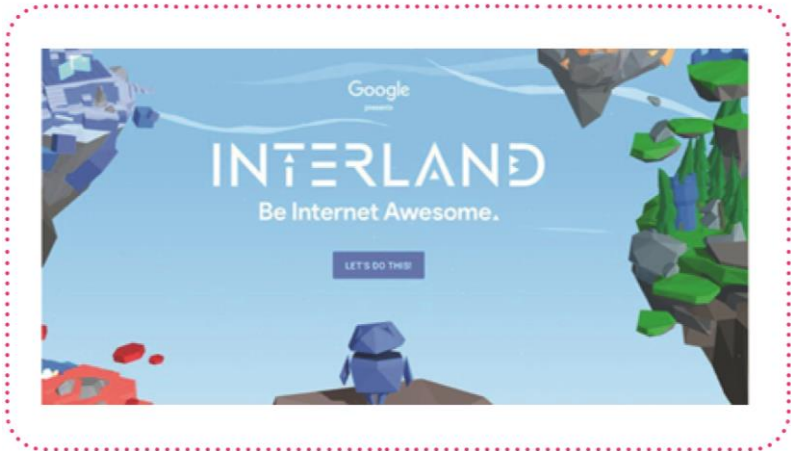 Google
presents
INTERLAND
Be Internet Awesome.
LET'S DO THIS!